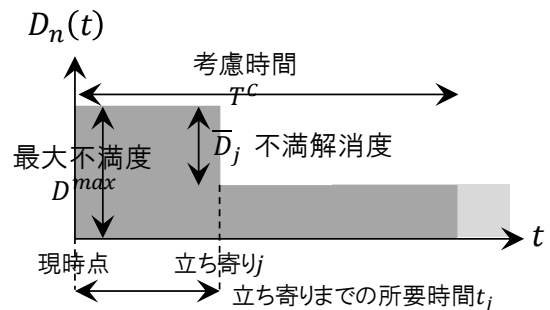 D_n(t)
考慮時間
T^C
最大不満度
D^{max}
D̅_j 不満解消度
t
現時点
立ち寄りj
立ち寄りまでの所要時間t_j